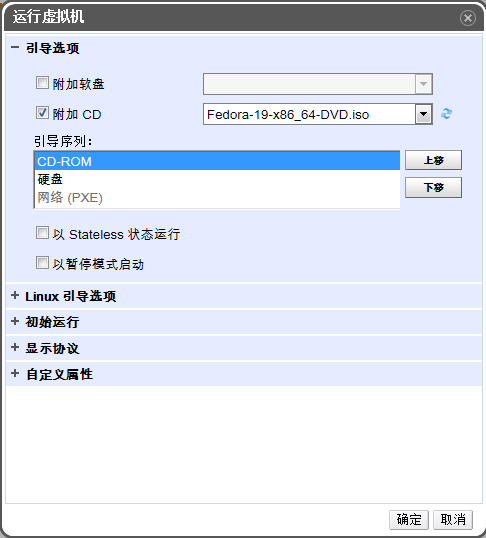 运行虚拟机
引导选项
附加软盘
附加 CD
Fedora-19-x86_64-DVD.iso
引导序列：
CD-ROM
上移
硬盘
下移
网络 (PXE)
以 Stateless 状态运行
以暂停模式启动
Linux 引导选项
初始运行
显示协议
自定义属性
确定
取消